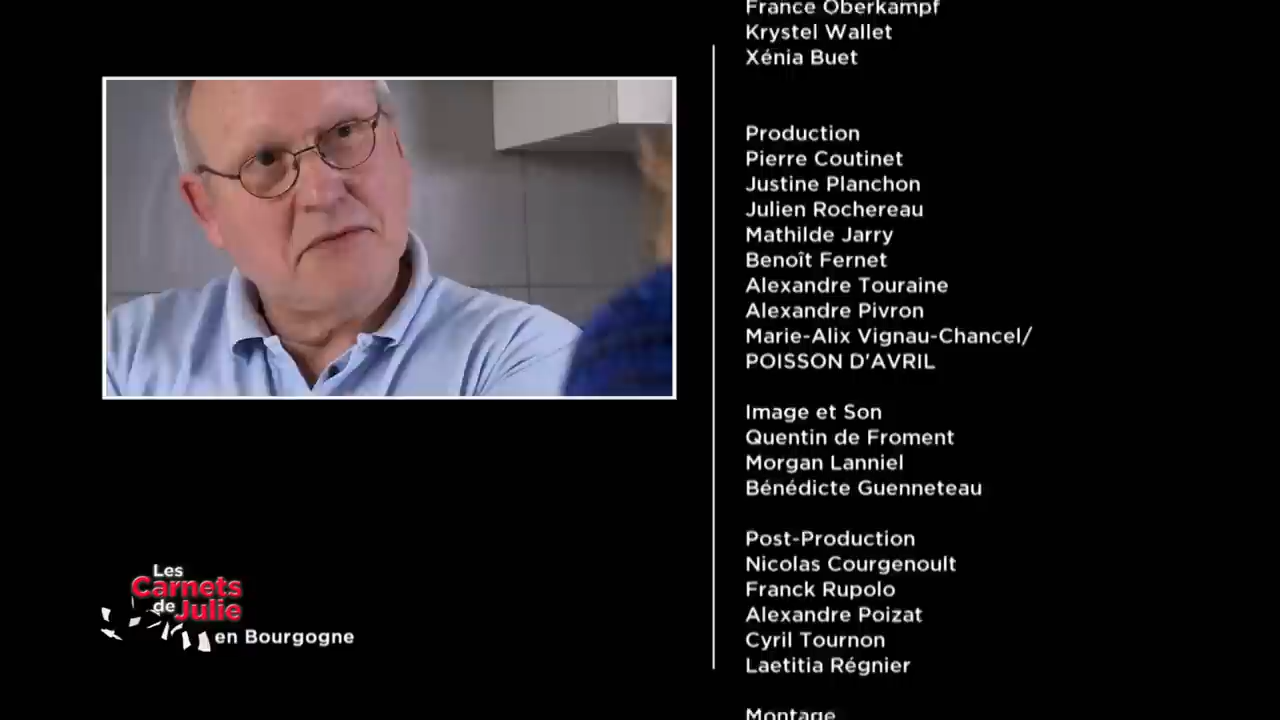 France Oberkampf
Krystel Wallet
Xénia Buet
Production
Pierre Coutinet
Justine Planchon
Julien Rochereau
Mathilde Jarry
Benoît Fernet
Alexandre Touraine
Alexandre Pivron
Marie-Alix Vignau-Chancel/
POISSON D'AVRIL
Image et Son
Quentin de Froment
Morgan Lanniel
Bénédicte Guenneteau
Post-Production
Nicolas Courgenoult
Franck Rupolo
Alexandre Poizat
Cyril Tournon
Laetitia Régnier
Montage
Les
Carnets
de Julie
en Bourgogne